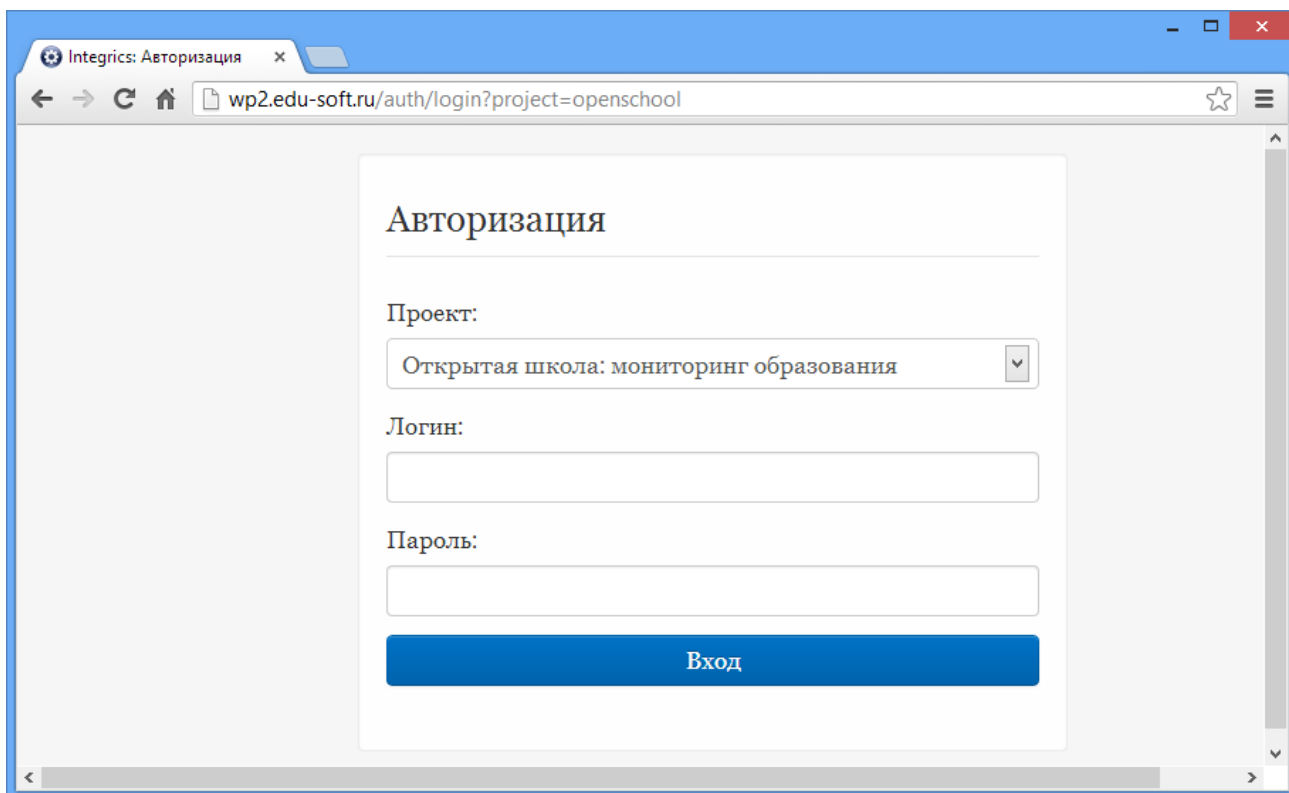 Integrics: Авторизация
wp2.edu-soft.ru/auth/login?project=openschool
Авторизация
Проект:
Открытая школа: мониторинг образования
Логин:
Пароль:
Вход